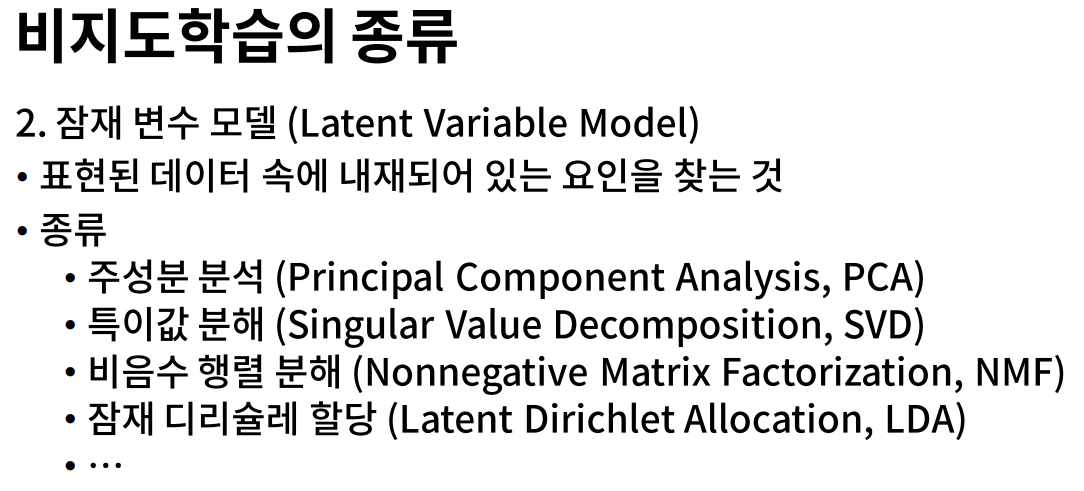 비지도학습의 종류
2. 잠재 변수 모델 (Latent Variable Model)
• 표현된 데이터 속에 내재되어 있는 요인을 찾는 것
• 종류
• 주성분 분석 (Principal Component Analysis, PCA)
• 특이값 분해 (Singular Value Decomposition, SVD)
• 비음수 행렬 분해 (Nonnegative Matrix Factorization, NMF)
• 잠재 디리슐레 할당 (Latent Dirichlet Allocation, LDA)
• …